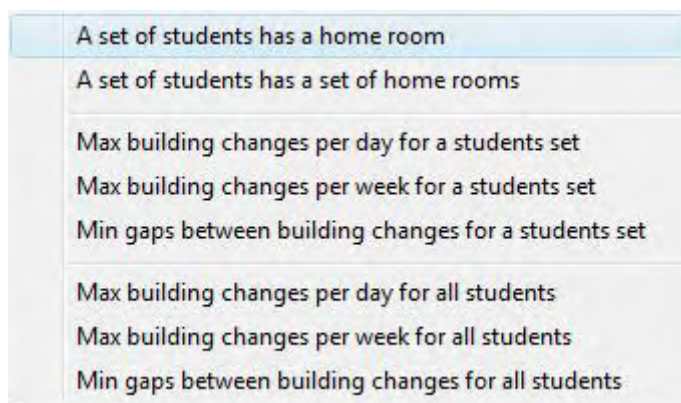 A set of students has a home room
A set of students has a set of home rooms
Max building changes per day for a students set
Max building changes per week for a students set
Min gaps between building changes for a students set
Max building changes per day for all students
Max building changes per week for all students
Min gaps between building changes for all students